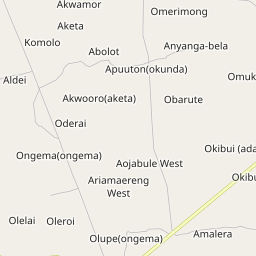 Akwamor
Omerimong
Aketa
Komolo
Abolot
Anyanga-bela
Apuuton(okunda)
Aldei
Omuk
Akwooro(aketa)
Obarute
Oderai
Okibui (ada
Ongema(ongema)
Aojabule West
Okibu
Ariamaereng
West
Olelai
Oleroi
Olupe(ongema)
Amalera